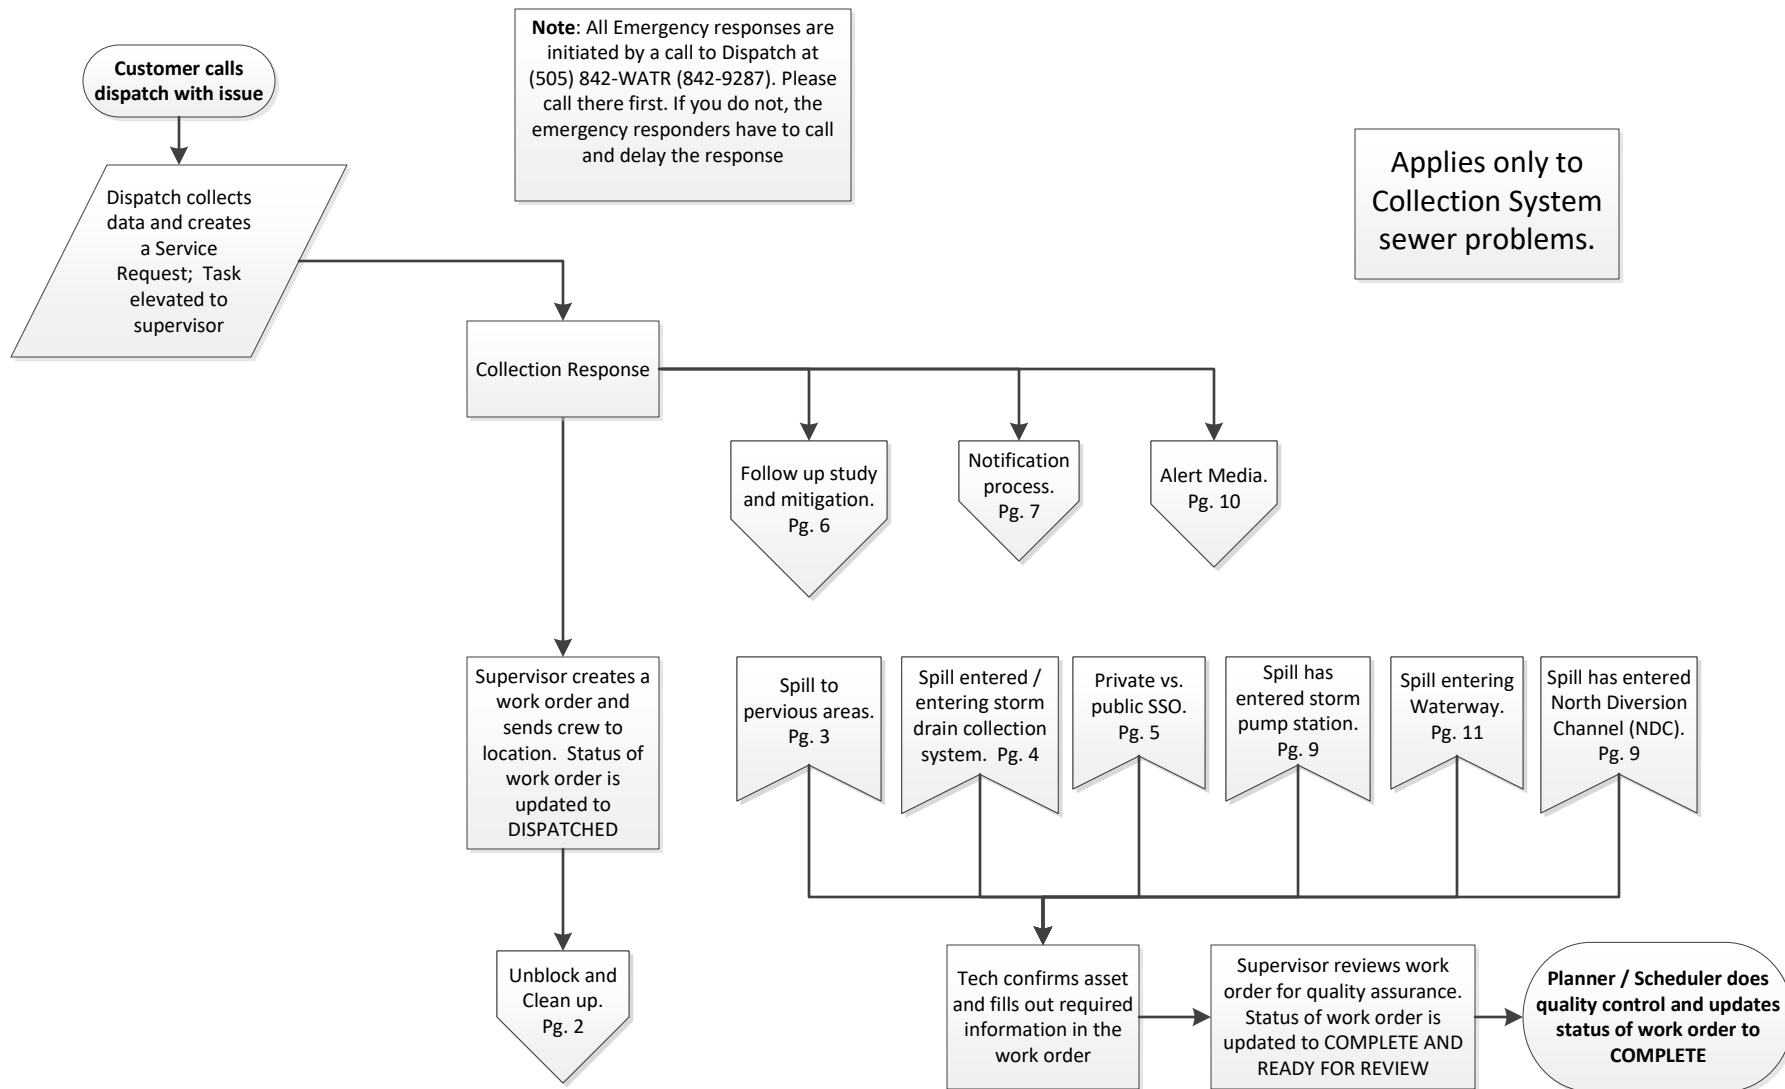 Customer calls
dispatch with issue
Note: All Emergency responses are
initiated by a call to Dispatch at
(505) 842-WATR (842-9287). Please
call there first. If you do not, the
emergency responders have to call
and delay the response
Applies only to
Collection System
sewer problems.
Dispatch collects
data and creates
a Service
Request;  Task
elevated to
supervisor
Collection Response
Follow up study
and mitigation.
Pg. 6
Notification
process.
Pg. 7
Alert Media.
Pg. 10
Supervisor creates a
work order and
sends crew to
location.  Status of
work order is
updated to
DISPATCHED
Spill to
pervious areas.
Pg. 3
Spill entered /
entering storm
drain collection
system.  Pg. 4
Private vs.
public SSO.
Pg. 5
Spill has
entered storm
pump station.
Pg. 9
Spill entering
Waterway.
Pg. 11
Spill has entered
North Diversion
Channel (NDC).
Pg. 9
Unblock and
Clean up.
Pg. 2
Tech confirms asset
and fills out required
information in the
work order
Supervisor reviews work
order for quality assurance.
Status of work order is
updated to COMPLETE AND
READY FOR REVIEW
Planner / Scheduler does
quality control and updates
status of work order to
COMPLETE